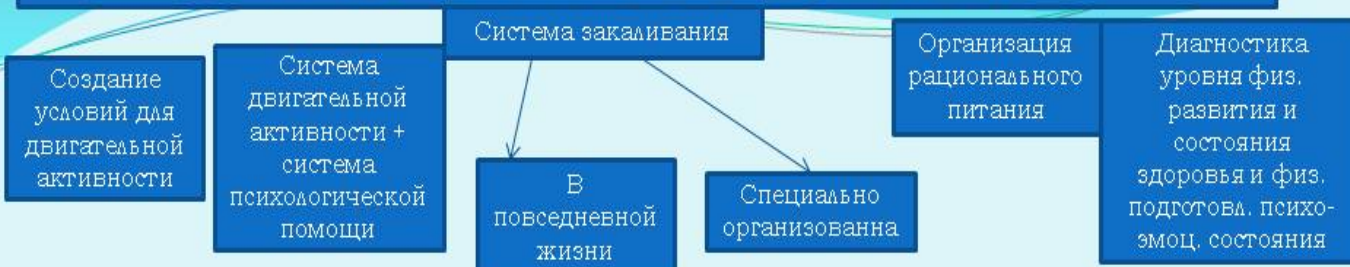 Система закаливания
Создание
условий для
двигательной
активности
Система
двигательной
активности +
система
психологической
помощи
В
повседневной
жизни
Специально
организованна
Организация
рационального
питания
Диагностика
уровня физ.
развития и
состояния
здоровья и физ.
подготовл. психо-
эмоц. состояния